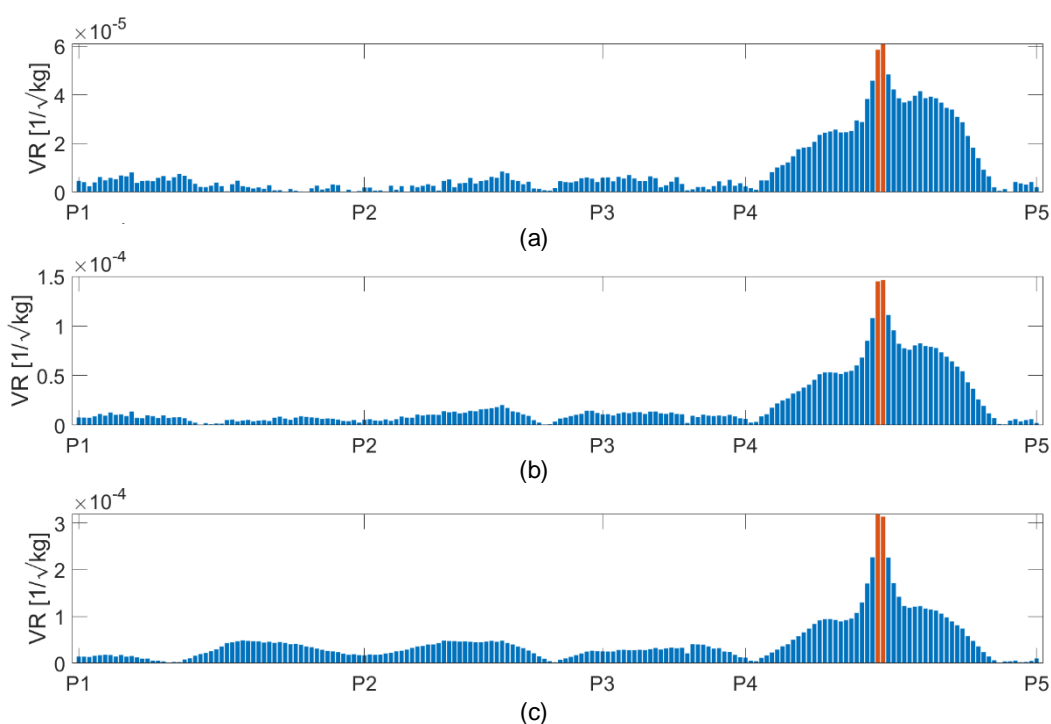 ×10-5
6
4
2
0
VR [1/√kg]
P1 P2 P3 P4 P5
(a)
×10-4
1.5
1
0.5
0
VR [1/√kg]
P1 P2 P3 P4 P5
(b)
×10-4
3
2
1
0
VR [1/√kg]
P1 P2 P3 P4 P5
(c)